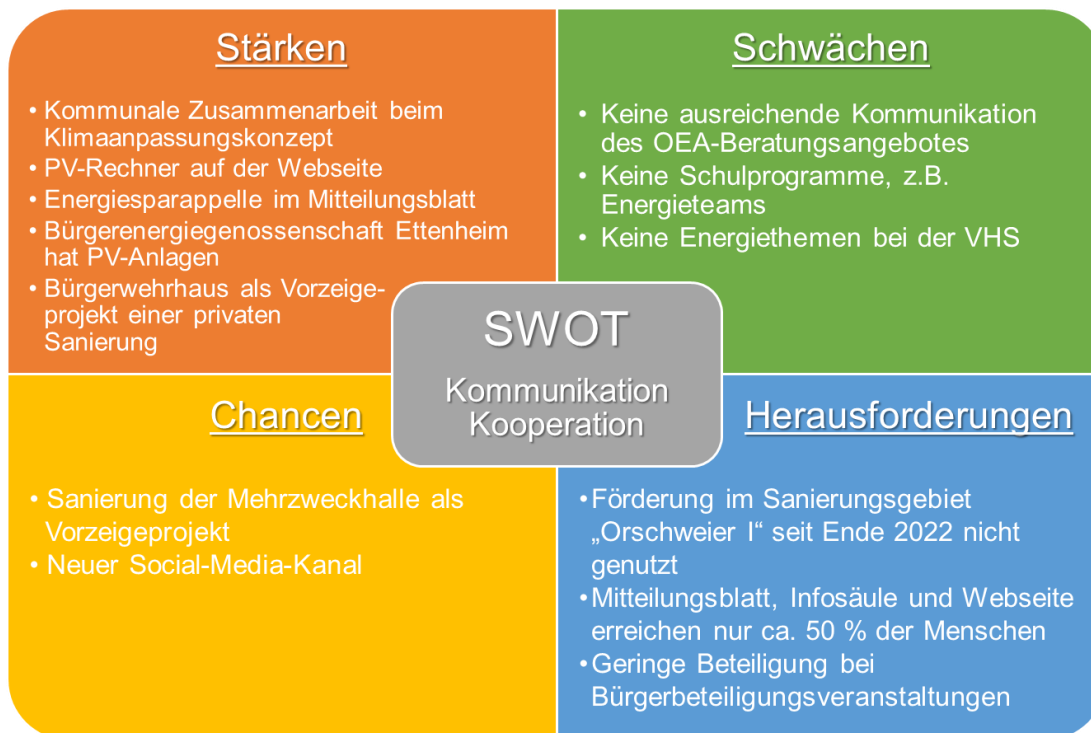 Stärken
• Kommunale Zusammenarbeit beim
Klimaanpassungskonzept
• PV-Rechner auf der Webseite
• Energiesparappelle im Mitteilungsblatt
• Bürgerenergiegenossenschaft Ettenheim
hat PV-Anlagen
• Bürgerwehrhaus als Vorzeige-
projekt einer privaten
Sanierung
Schwächen
• Keine ausreichende Kommunikation
des OEA-Beratungsangebotes
• Keine Schulprogramme, z.B.
Energieteams
• Keine Energiethemen bei der VHS
SWOT
Kommunikation
Kooperation
Chancen
• Sanierung der Mehrzweckhalle als
Vorzeigeprojekt
• Neuer Social-Media-Kanal
Herausforderungen
• Förderung im Sanierungsgebiet
„Orschweier I“ seit Ende 2022 nicht
genutzt
• Mitteilungsblatt, Infosäule und Webseite
erreichen nur ca. 50 % der Menschen
• Geringe Beteiligung bei
Bürgerbeteiligungsveranstaltungen